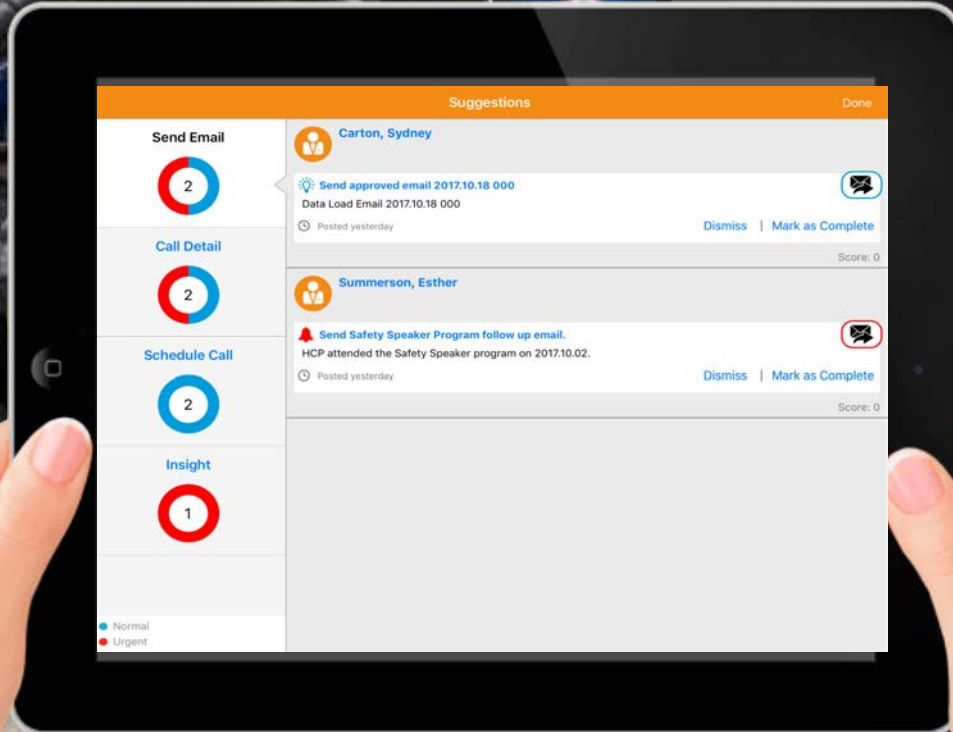 Suggestions
Done
Send Email
2
Call Detail
2
Schedule Call
2
Insight
1
Normal
Urgent
Carton, Sydney
Send approved email 2017.10.18 000
Data Load Email 2017.10.18 000
Posted yesterday
Dismiss | Mark as Complete
Score: 0
Summerson, Esther
Send Safety Speaker Program follow up email.
HCP attended the Safety Speaker program on 2017.10.02.
Posted yesterday
Dismiss | Mark as Complete
Score: 0